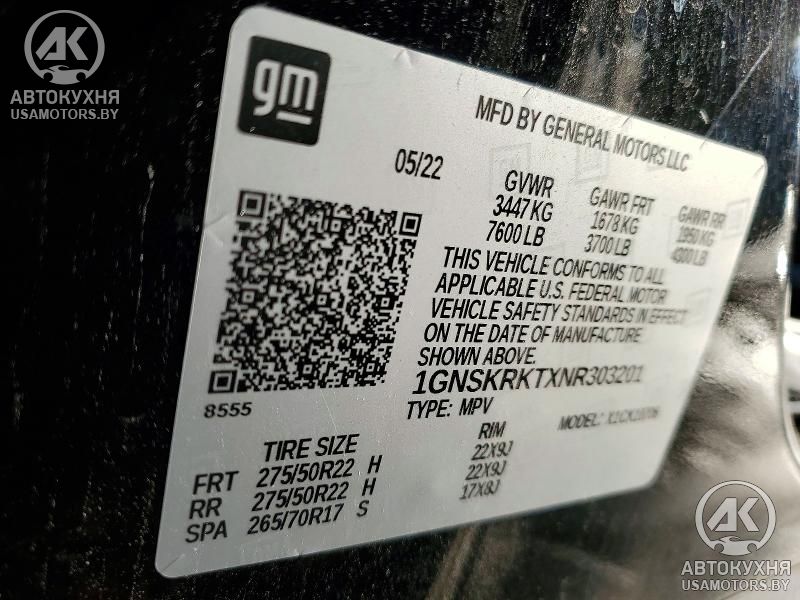 AK
АВТОКУХНЯ
USAMOTORS.BY
gm
MFD BY GENERAL MOTORS LLC
05/22
GVWR GAWR FRT GAWR RR
3447 KG 1678 KG 1950 KG
7600 LB 3700 LB 4300 LB
THIS VEHICLE CONFORMS TO ALL
APPLICABLE U.S. FEDERAL MOTOR
VEHICLE SAFETY STANDARDS IN EFFECT
ON THE DATE OF MANUFACTURE
SHOWN ABOVE.
1GNSKRKTXNR303201
8555
TYPE: MPV MODEL:
TIRE SIZE RIM
FRT 275/50R22 H 22X9J
RR 275/50R22 H 22X9J
SPA 265/70R17 S 17X8J
AK
АВТОКУХНЯ
USAMOTORS.BY